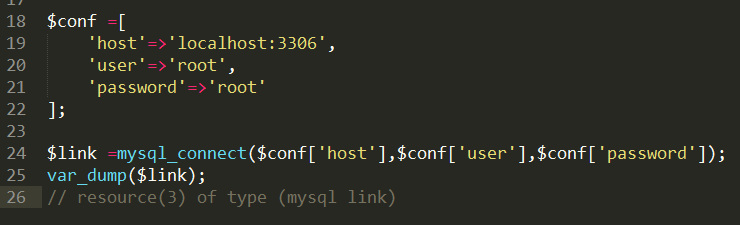 17
18 $conf =[
19     'host'=>'localhost:3306',
20     'user'=>'root',
21     'password'=>'root'
22 ];
23
24 $link =mysql_connect($conf['host'],$conf['user'],$conf['password']);
25 var_dump($link);
26 // resource(3) of type (mysql link)